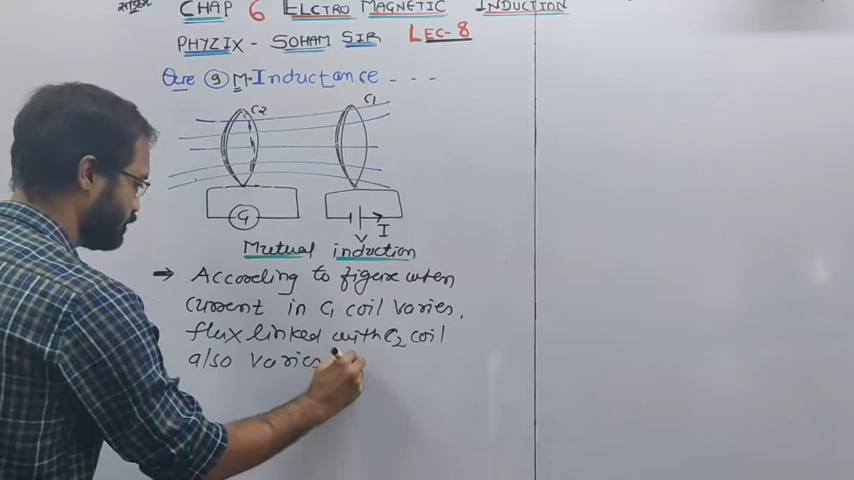 CHAP 6 ELCTRO MAGNETIC INDUCTION
PHYZIX - SOHAM SIR LEC-8
Que 9 M. Inductance - - -
C2 C1
G
I
V
Mutual induction
→ According to figure when
current in C1 coil varies,
flux linked with C2 coil
also varies